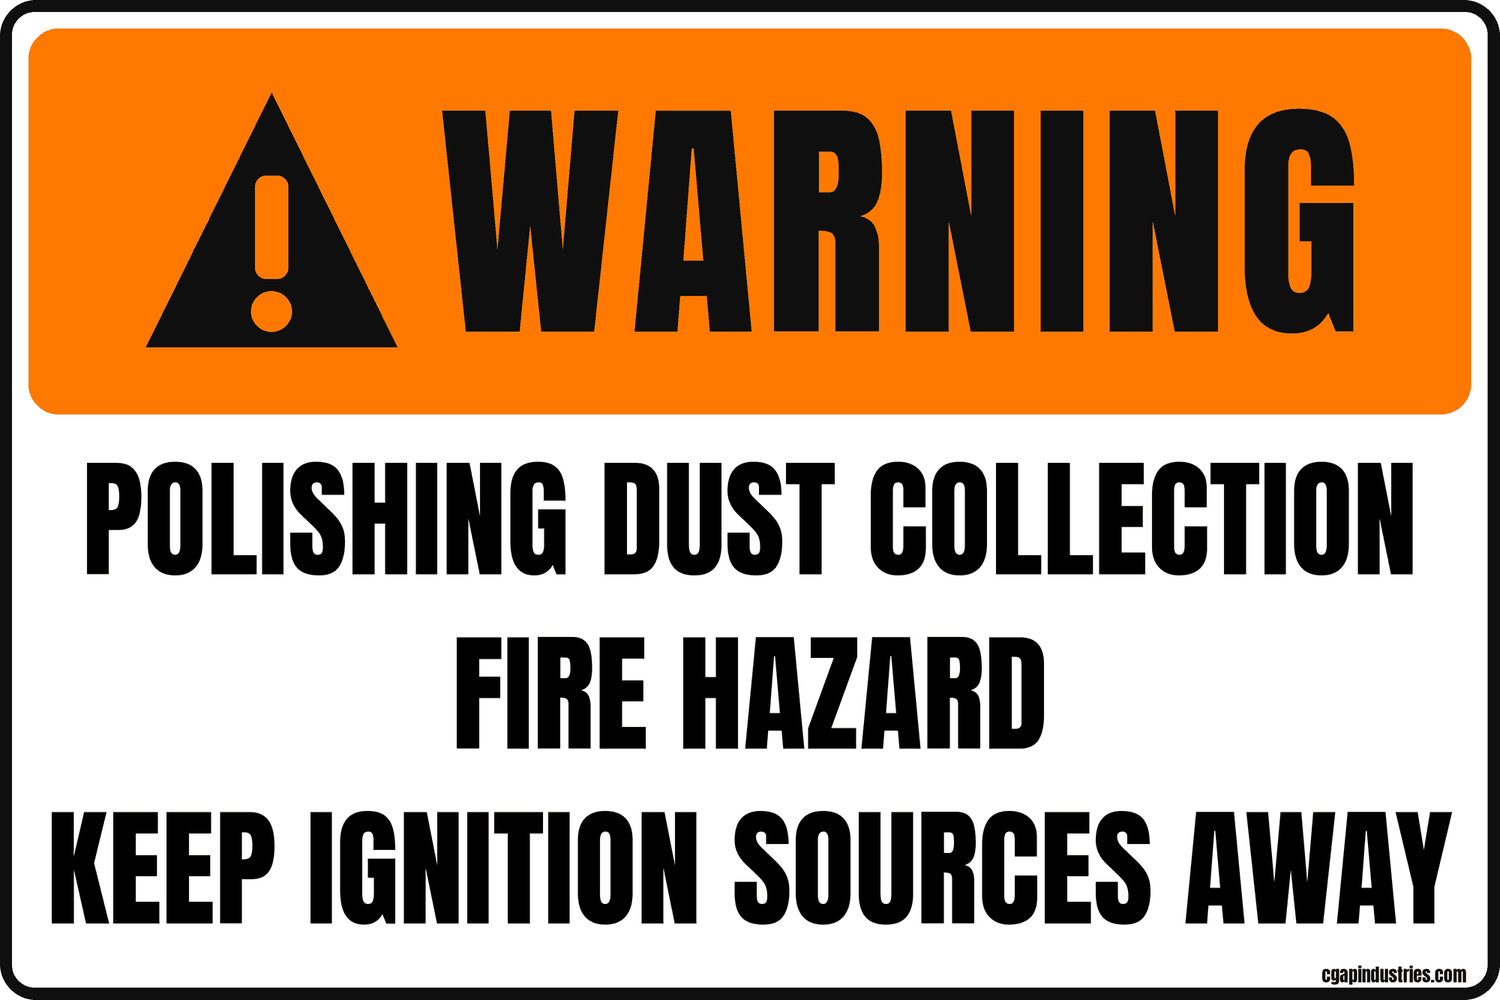 WARNING
POLISHING DUST COLLECTION
FIRE HAZARD
KEEP IGNITION SOURCES AWAY
cgapindustries.com